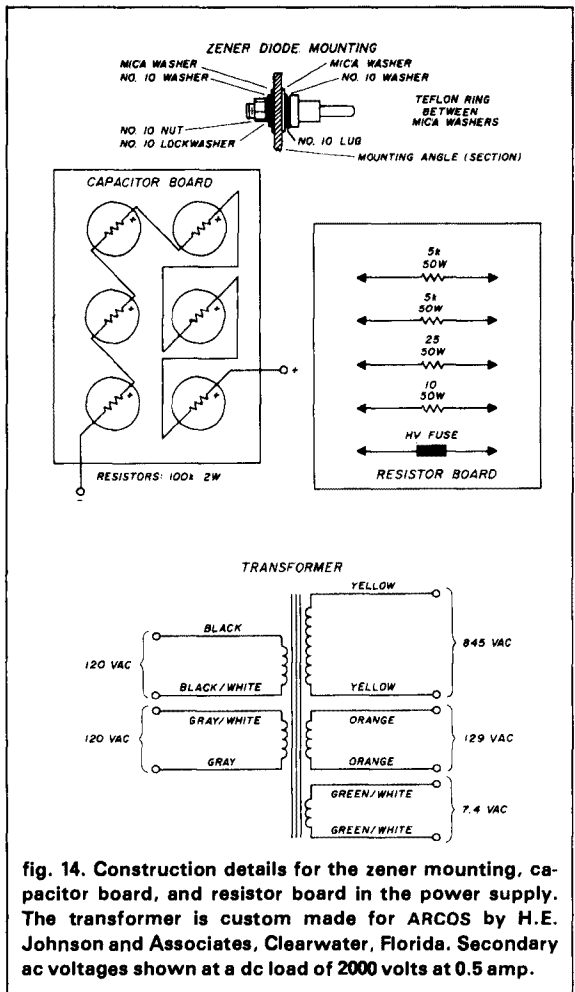 ZENER DIODE MOUNTING
MICA WASHER
NO. 10 WASHER
MICA WASHER
NO. 10 WASHER
TEFLON RING
BETWEEN
MICA WASHERS
NO. 10 NUT
NO. 10 LOCKWASHER
NO. 10 LUG
MOUNTING ANGLE (SECTION)
CAPACITOR BOARD
+
+
+
+
+
+
+
-
RESISTORS: 100k 2W
5k
50W
5k
50W
25
50W
10
50W
HV FUSE
RESISTOR BOARD
TRANSFORMER
YELLOW
BLACK
845 VAC
120 VAC
BLACK/WHITE
YELLOW
GRAY/WHITE
ORANGE
120 VAC
129 VAC
GRAY
ORANGE
GREEN/WHITE
7.4 VAC
GREEN/WHITE
fig. 14. Construction details for the zener mounting, ca-
pacitor board, and resistor board in the power supply.
The transformer is custom made for ARCOS by H.E.
Johnson and Associates, Clearwater, Florida. Secondary
ac voltages shown at a dc load of 2000 volts at 0.5 amp.